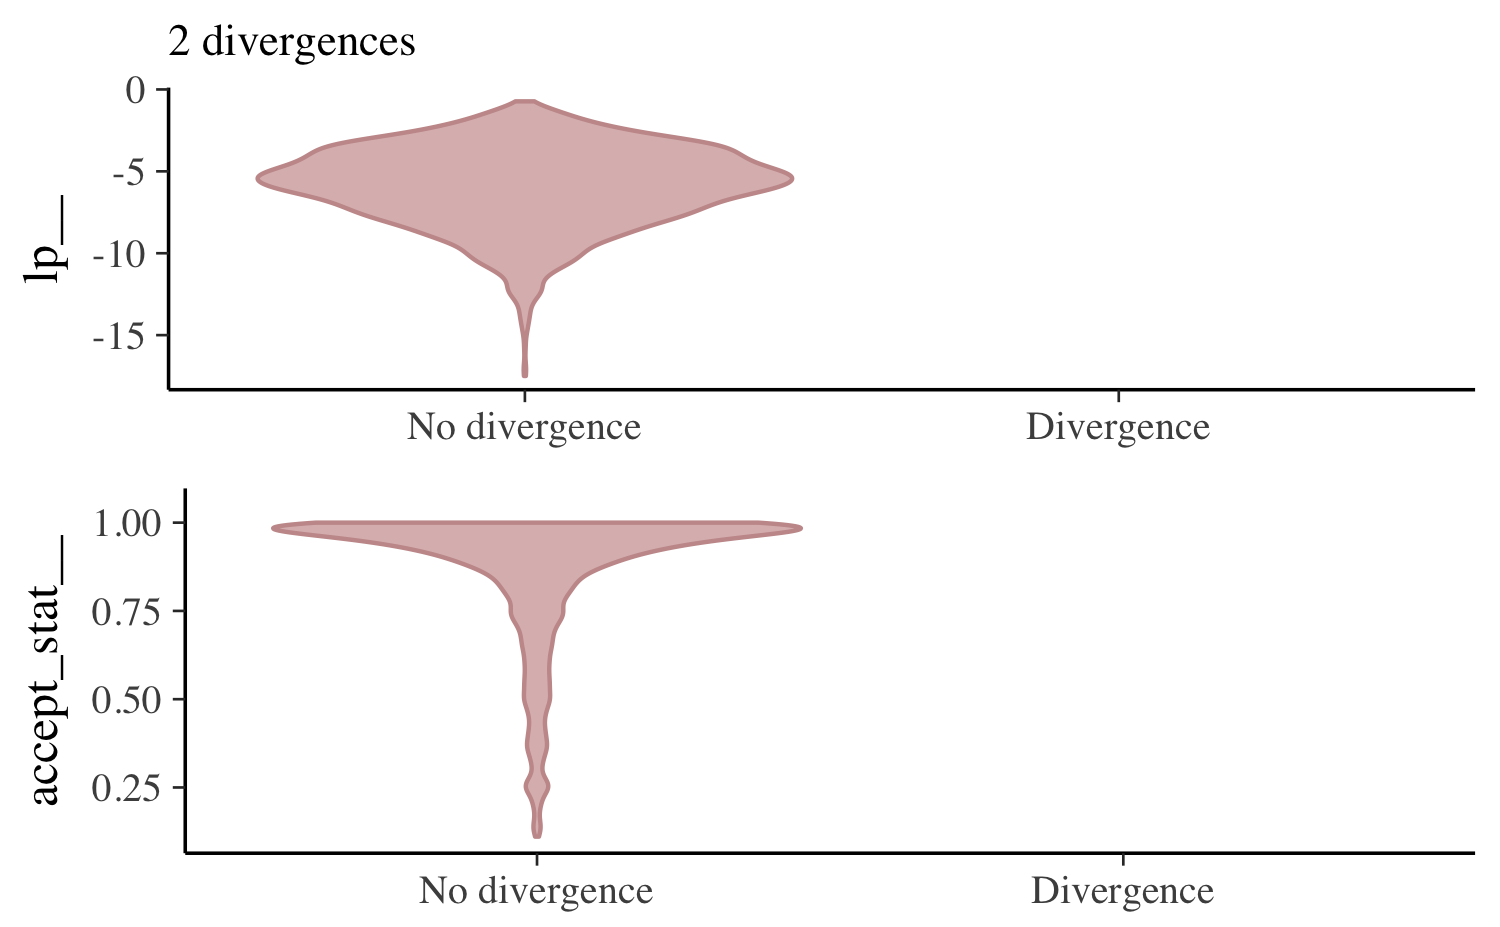 2 divergences
0
-5
-10
-15
lp__
No divergence
Divergence
1.00
0.75
0.50
0.25
accept_stat__
No divergence
Divergence